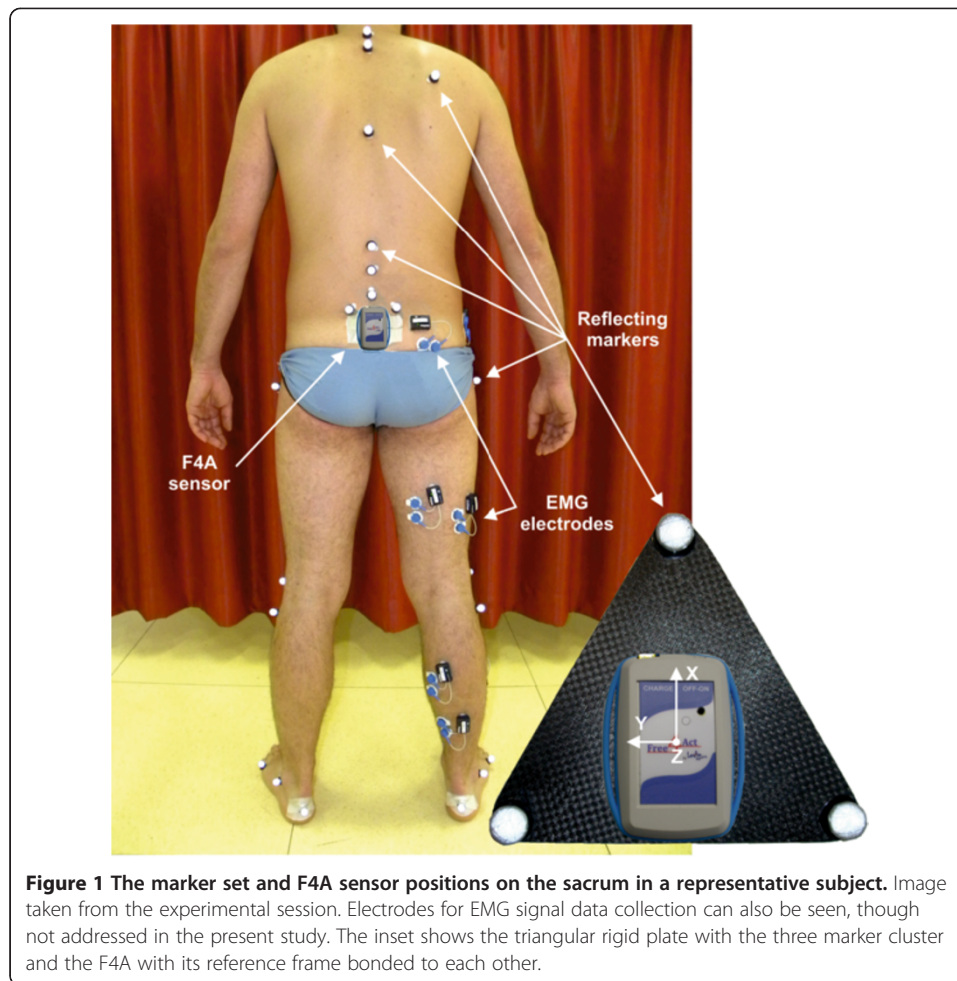 Reflecting
markers
F4A
sensor
EMG
electrodes
CHARGE OFF-ON
X
Y
Z
Figure 1 The marker set and F4A sensor positions on the sacrum in a representative subject. Image
taken from the experimental session. Electrodes for EMG signal data collection can also be seen, though
not addressed in the present study. The inset shows the triangular rigid plate with the three marker cluster
and the F4A with its reference frame bonded to each other.